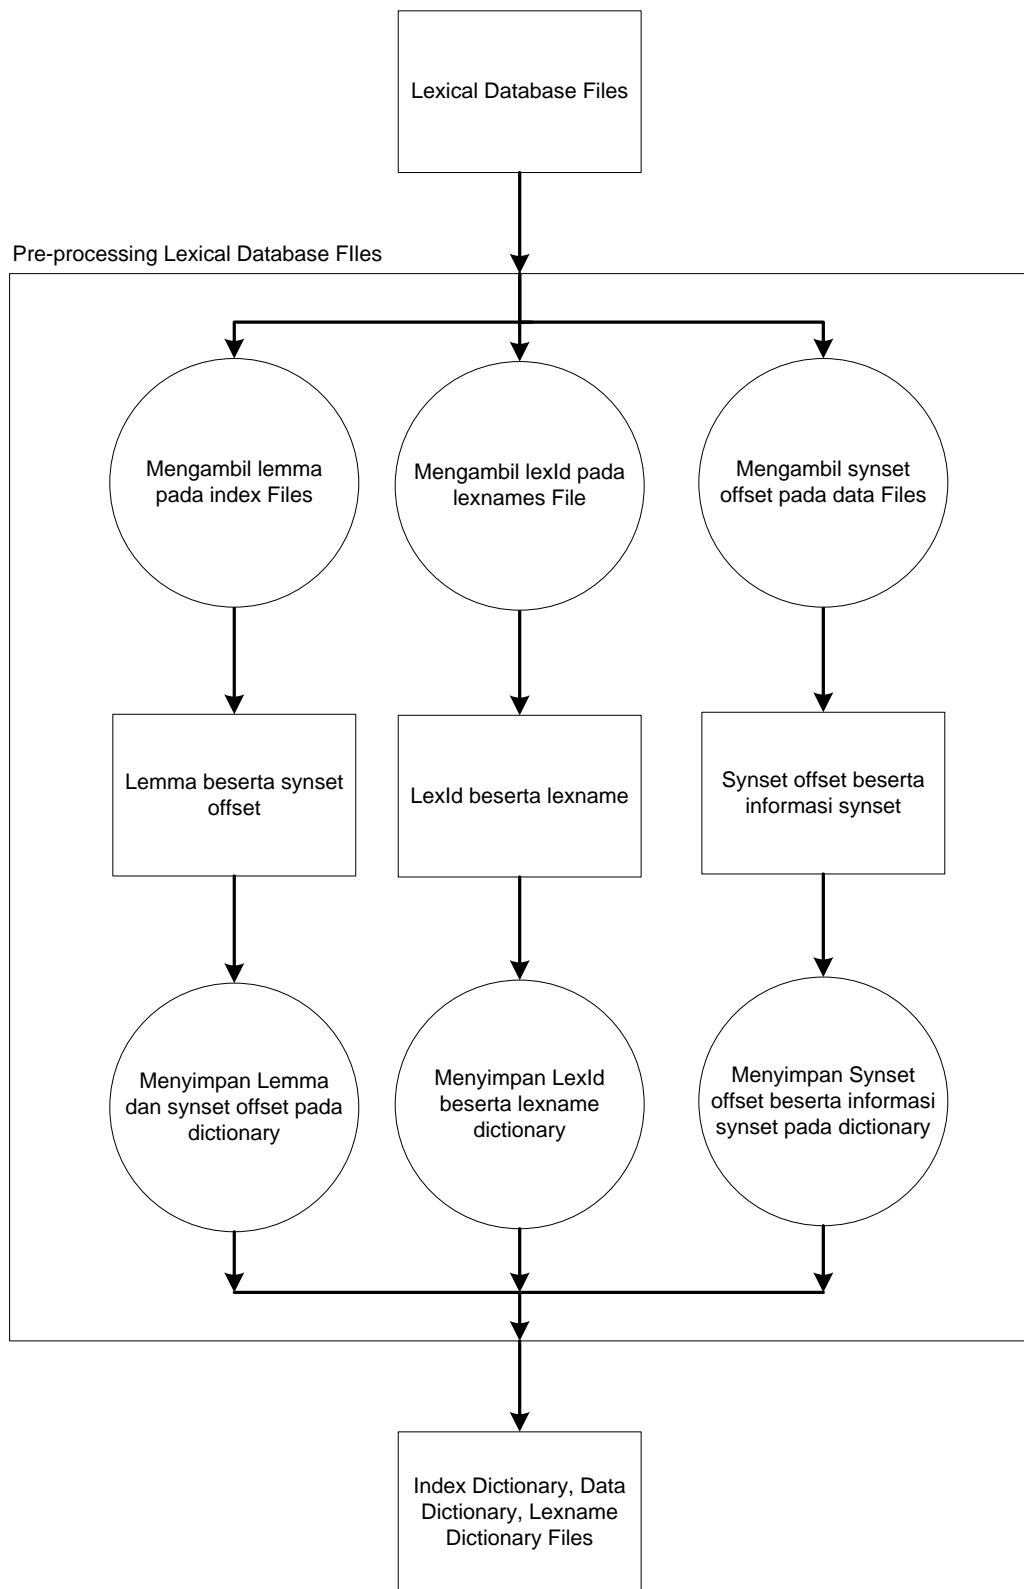 Lexical Database Files
Pre-processing Lexical Database FIles
Mengambil lemma
pada index Files
Mengambil lexId pada
lexnames File
Mengambil synset
offset pada data Files
Lemma beserta synset
offset
LexId beserta lexname
Synset offset beserta
informasi synset
Menyimpan Lemma
dan synset offset pada
dictionary
Menyimpan LexId
beserta lexname
dictionary
Menyimpan Synset
offset beserta informasi
synset pada dictionary
Index Dictionary, Data
Dictionary, Lexname
Dictionary Files